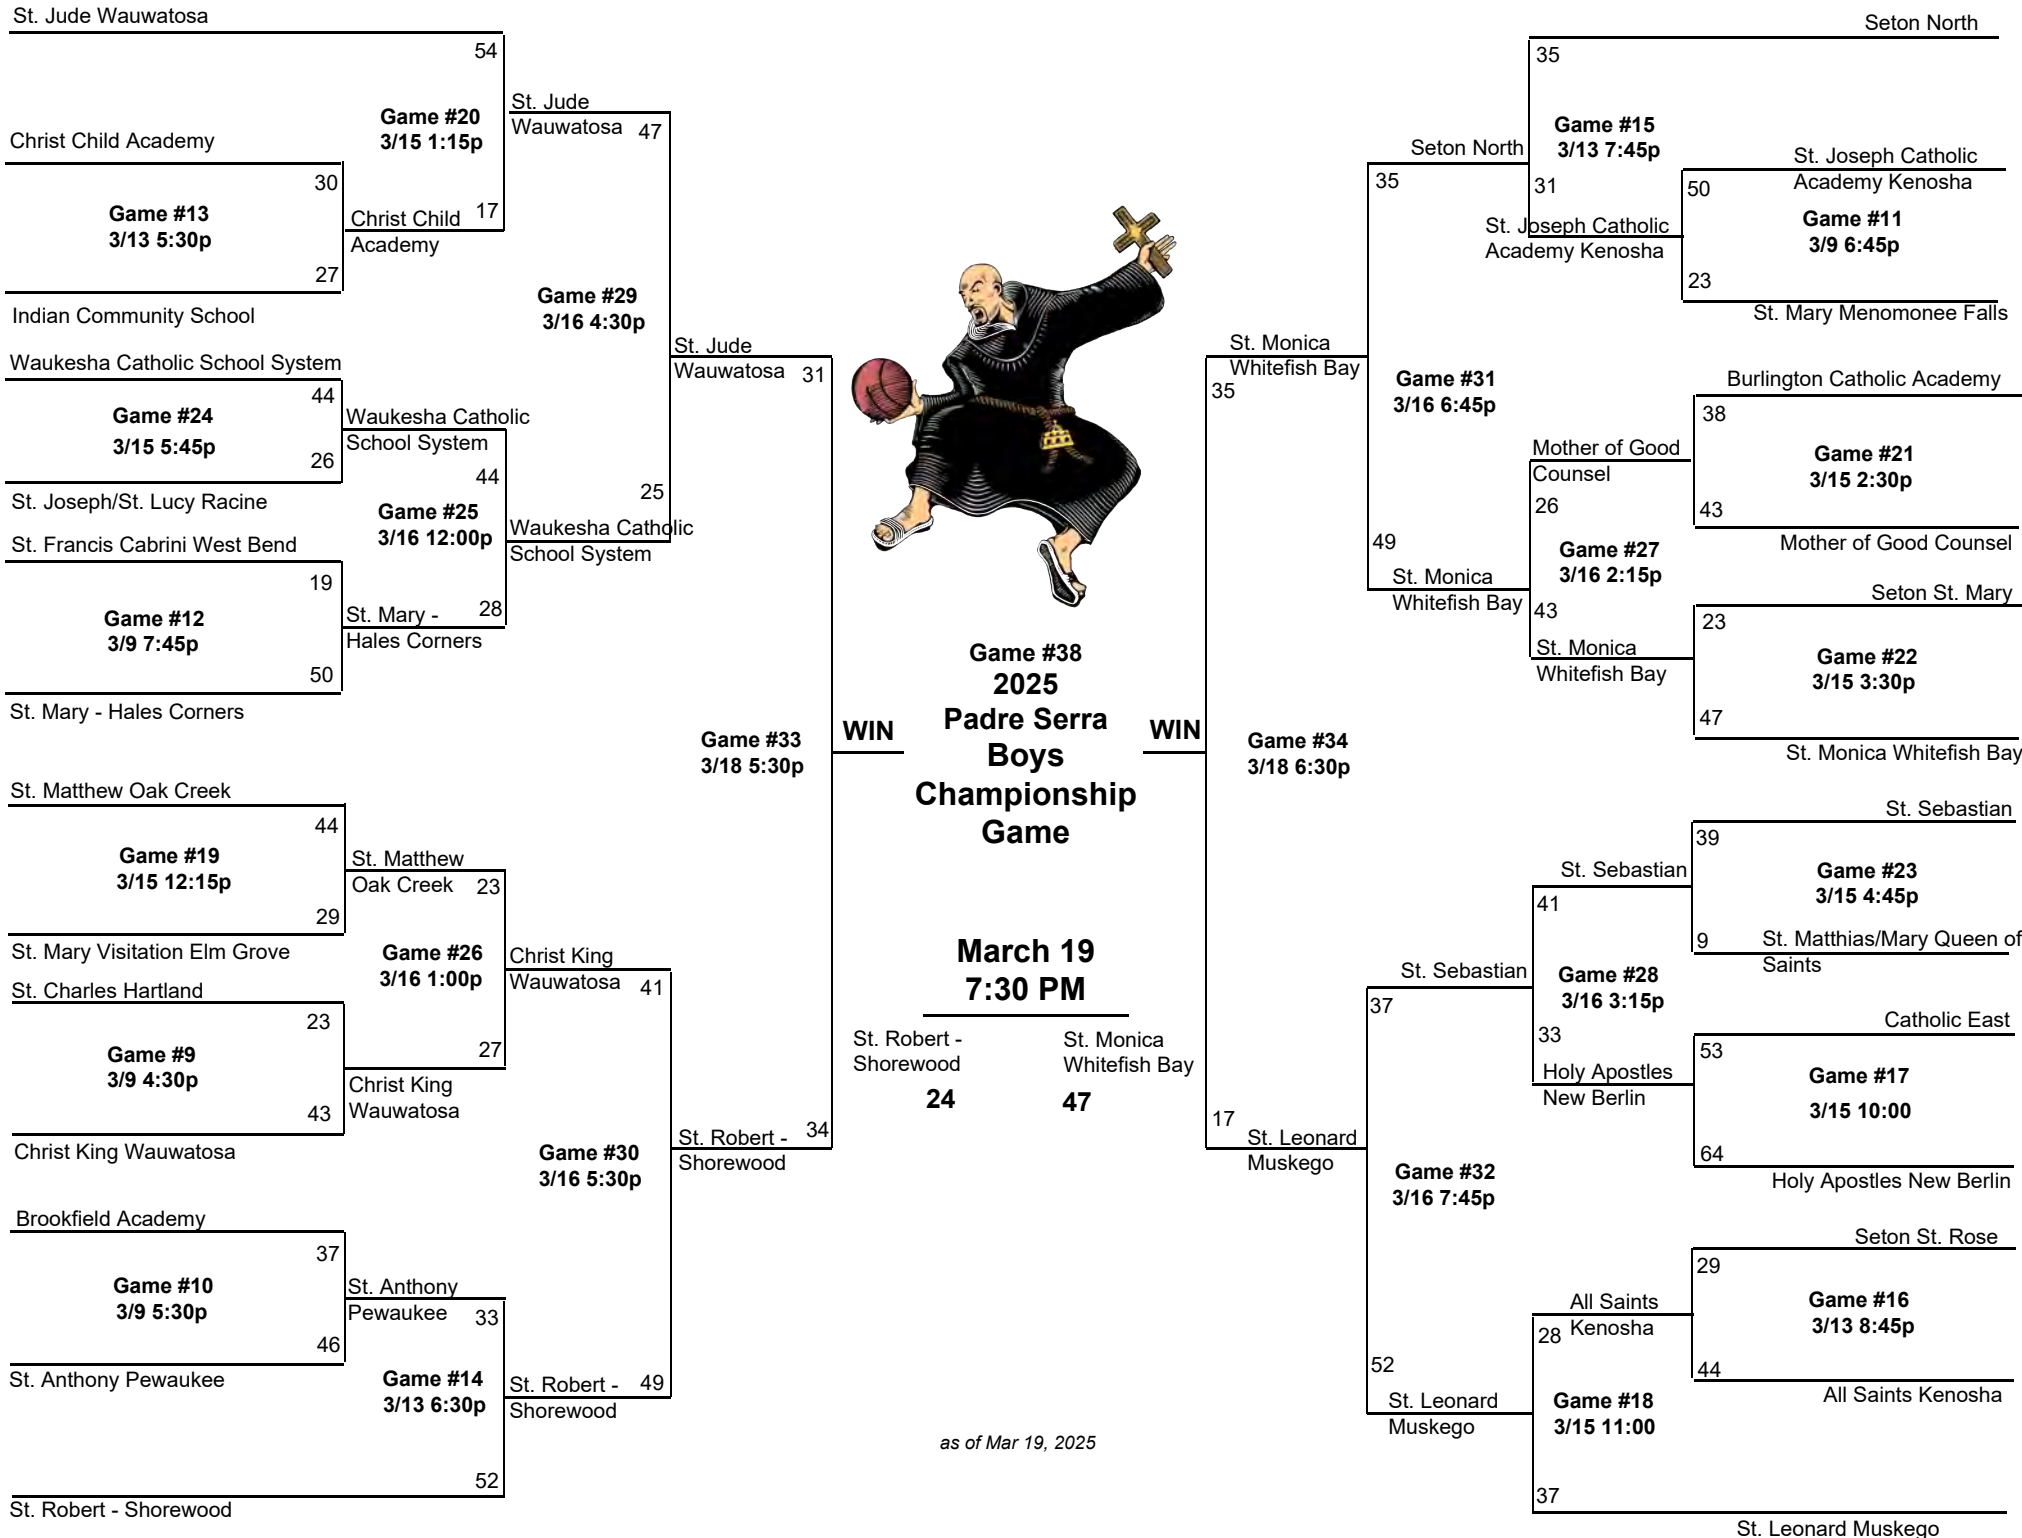 St. Jude Wauwatosa
54
Game #20
3/15 1:15p
Christ Child Academy
30
Game #13
3/13 5:30p
27
Indian Community School
Christ Child
Academy
17
St. Jude
Wauwatosa
47
Game #29
3/16 4:30p
Waukesha Catholic School System
44
Game #24
3/15 5:45p
26
St. Joseph/St. Lucy Racine
Waukesha Catholic
School System
44
Game #25
3/16 12:00p
St. Francis Cabrini West Bend
19
Game #12
3/9 7:45p
50
St. Mary - Hales Corners
St. Mary -
Hales Corners
28
25
Waukesha Catholic
School System
St. Jude
Wauwatosa
31
Game #33
3/18 5:30p
St. Matthew Oak Creek
44
Game #19
3/15 12:15p
29
St. Mary Visitation Elm Grove
St. Matthew
Oak Creek
23
Game #26
3/16 1:00p
St. Charles Hartland
23
Game #9
3/9 4:30p
43
Christ King Wauwatosa
27
Christ King
Wauwatosa
Christ King
Wauwatosa
41
Game #30
3/16 5:30p
Brookfield Academy
37
Game #10
3/9 5:30p
46
St. Anthony Pewaukee
St. Anthony
Pewaukee
33
Game #14
3/13 6:30p
52
St. Robert - Shorewood
St. Robert -
Shorewood
49
St. Robert -
Shorewood
34
WIN
Game #38
2025
Padre Serra
Boys
Championship
Game
March 19
7:30 PM
St. Robert -
Shorewood
24
St. Monica
Whitefish Bay
47
as of Mar 19, 2025
WIN
St. Monica
Whitefish Bay
35
Game #34
3/18 6:30p
17
St. Leonard
Muskego
Seton North
35
Game #15
3/13 7:45p
31
St. Joseph Catholic
Academy Kenosha
St. Joseph Catholic
Academy Kenosha
50
Game #11
3/9 6:45p
23
St. Mary Menomonee Falls
Seton North
35
Game #31
3/16 6:45p
49
St. Monica
Whitefish Bay
Burlington Catholic Academy
38
Game #21
3/15 2:30p
43
Mother of Good Counsel
Mother of Good
Counsel
26
Game #27
3/16 2:15p
43
St. Monica
Whitefish Bay
Seton St. Mary
23
Game #22
3/15 3:30p
47
St. Monica Whitefish Bay
St. Sebastian
39
Game #23
3/15 4:45p
9
St. Matthias/Mary Queen of
Saints
St. Sebastian
41
Game #28
3/16 3:15p
33
Holy Apostles
New Berlin
St. Sebastian
37
Game #32
3/16 7:45p
52
St. Leonard
Muskego
Catholic East
53
Game #17
3/15 10:00
64
Holy Apostles New Berlin
Seton St. Rose
29
Game #16
3/13 8:45p
44
All Saints Kenosha
All Saints
Kenosha
28
Game #18
3/15 11:00
37
St. Leonard Muskego